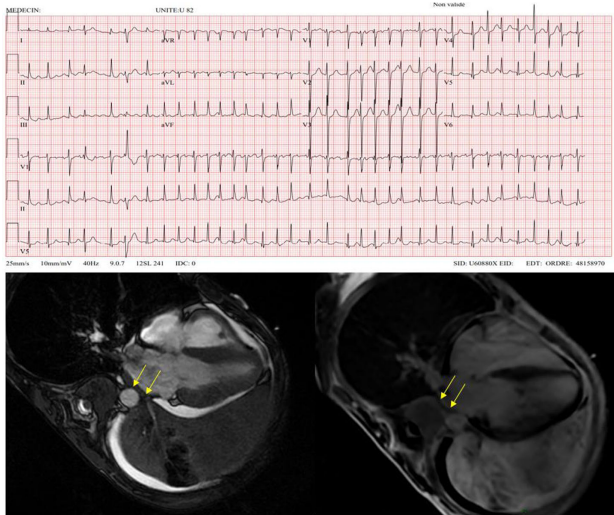 MEDECIN: UNITE:U 82 Non validé
I aVR V1 V4
II aVL V2 V5
III aVF V3 V6
V1
II
V5
25mm/s 10mm/mV 40Hz 9.0.7 12SL 241 IDC: 0 SID: U60880X EID: EDT: ORDRE: 48158970